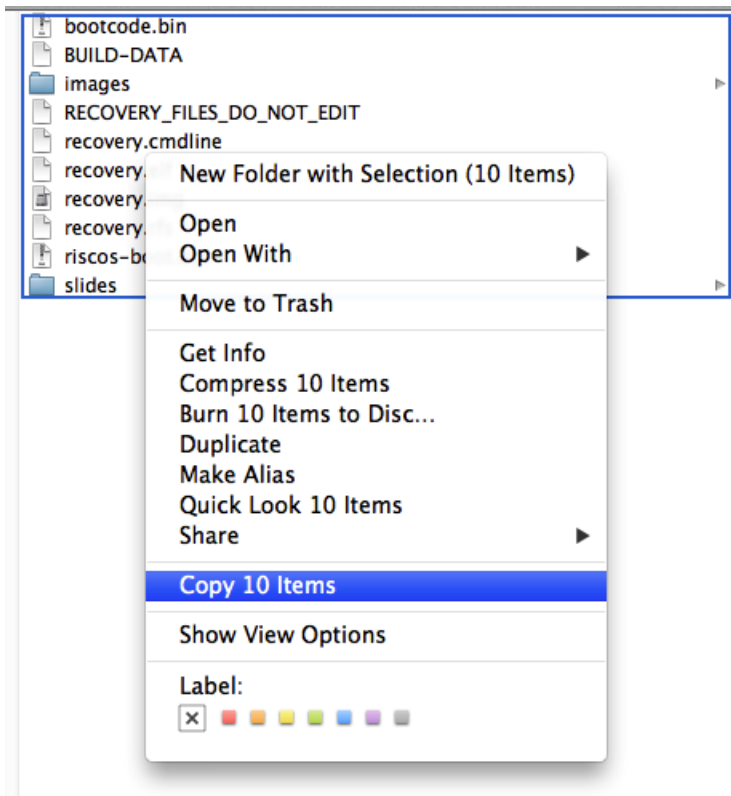 bootcode.bin
BUILD-DATA
images
RECOVERY_FILES_DO_NOT_EDIT
recovery.cmdline
recovery.
recovery.
recovery.
riscos-bo
slides
New Folder with Selection (10 Items)
Open
Open With
Move to Trash
Get Info
Compress 10 Items
Burn 10 Items to Disc...
Duplicate
Make Alias
Quick Look 10 Items
Share
Copy 10 Items
Show View Options
Label: